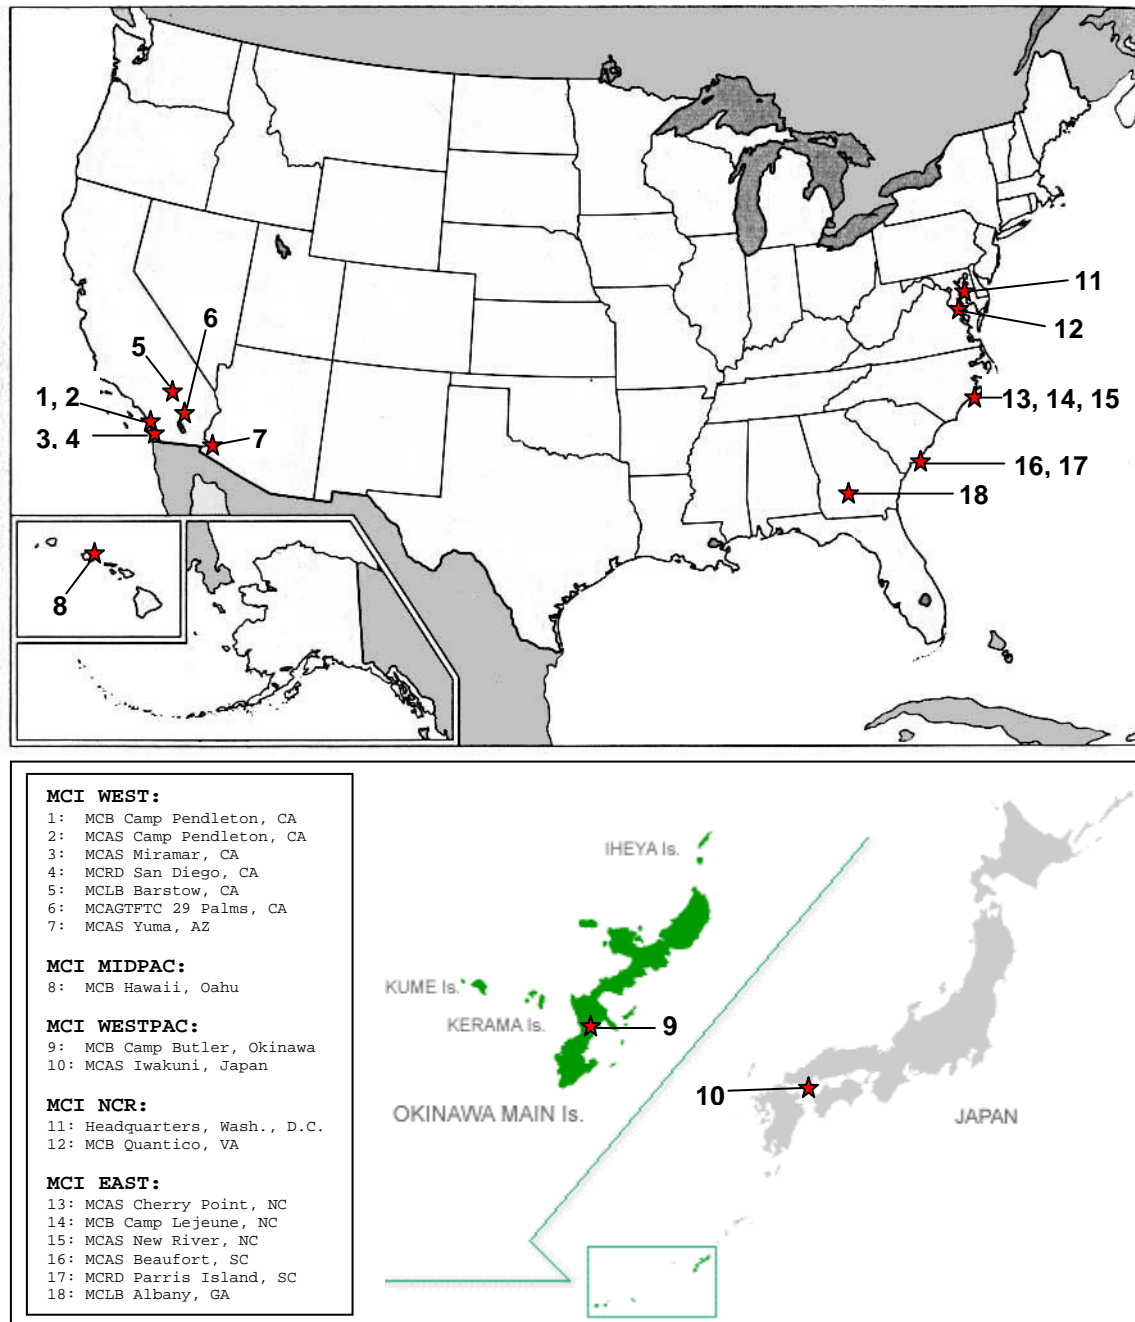 11
6
12
5
1, 2
13, 14, 15
3, 4
7
16, 17
18
8
MCI WEST:
1: MCB Camp Pendleton, CA
2: MCAS Camp Pendleton, CA
3: MCAS Miramar, CA
4: MCRD San Diego, CA
5: MCLB Barstow, CA
6: MCAGTFTC 29 Palms, CA
7: MCAS Yuma, AZ
MCI MIDPAC:
8: MCB Hawaii, Oahu
MCI WESTPAC:
9: MCB Camp Butler, Okinawa
10: MCAS Iwakuni, Japan
MCI NCR:
11: Headquarters, Wash., D.C.
12: MCB Quantico, VA
MCI EAST:
13: MCAS Cherry Point, NC
14: MCB Camp Lejeune, NC
15: MCAS New River, NC
16: MCAS Beaufort, SC
17: MCRD Parris Island, SC
18: MCLB Albany, GA
IHEYA Is.
KUME Is.
KERAMA Is.
9
OKINAWA MAIN Is.
10
JAPAN